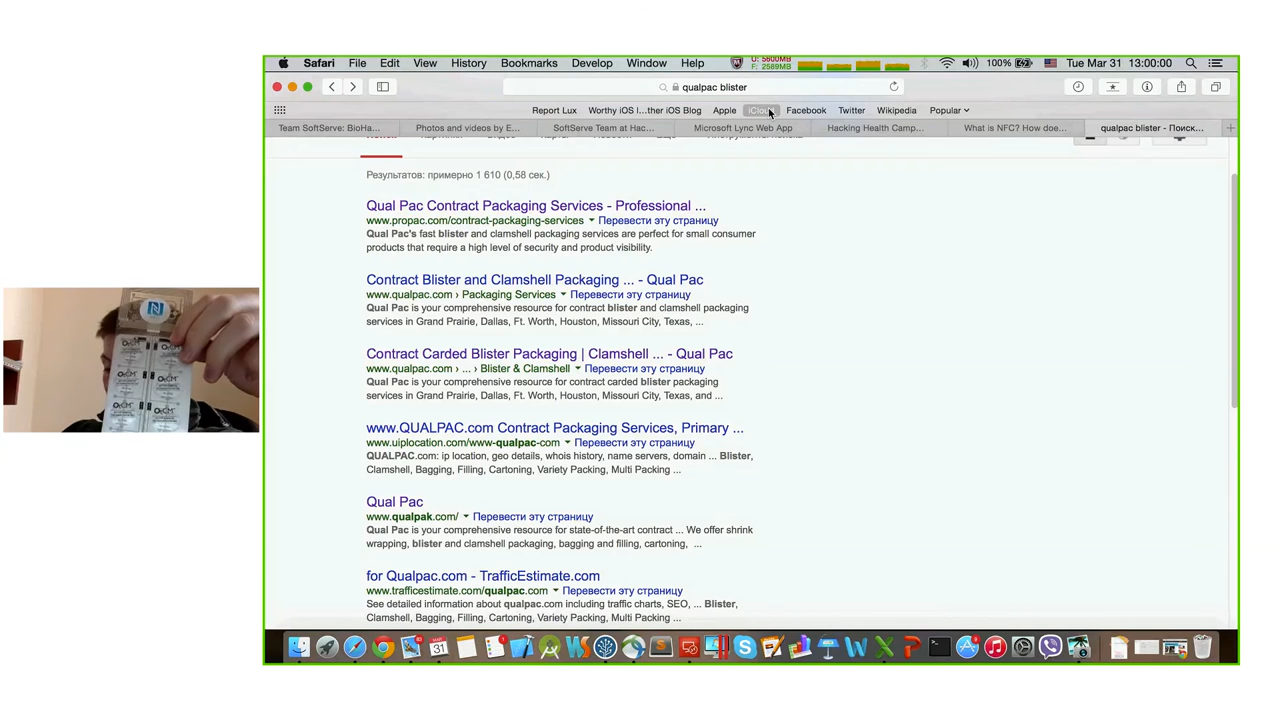 Safari File Edit View History Bookmarks Develop Window Help
U: 5600MB
F: 2589MB
100%
Tue Mar 31 13:00:00
qualpac blister
Report Lux Worthy iOS l...ther iOS Blog Apple iCloud Facebook Twitter Wikipedia Popular
Team SoftServe: BioHa... Photos and videos by E... SoftServe Team at Hac... Microsoft Lync Web App Hacking Health Camp... What is NFC? How doe... qualpac blister - Поиск...
Результатов: примерно 1 610 (0,58 сек.)
Qual Pac Contract Packaging Services - Professional ...
www.propac.com/contract-packaging-services Перевести эту страницу
Qual Pac's fast blister and clamshell packaging services are perfect for small consumer
products that require a high level of security and product visibility.
Contract Blister and Clamshell Packaging ... - Qual Pac
www.qualpac.com › Packaging Services Перевести эту страницу
Qual Pac is your comprehensive resource for contract blister and clamshell packaging
services in Grand Prairie, Dallas, Ft. Worth, Houston, Missouri City, Texas, ...
Contract Carded Blister Packaging | Clamshell ... - Qual Pac
www.qualpac.com › ... › Blister & Clamshell Перевести эту страницу
Qual Pac is your comprehensive resource for contract carded blister packaging
services in Grand Prairie, Dallas, Ft. Worth, Houston, Missouri City, Texas, and ...
www.QUALPAC.com Contract Packaging Services, Primary ...
www.uiplocation.com/www-qualpac-com Перевести эту страницу
QUALPAC.com: ip location, geo details, whois history, name servers, domain ... Blister,
Clamshell, Bagging, Filling, Cartoning, Variety Packing, Multi Packing ...
Qual Pac
www.qualpak.com/ Перевести эту страницу
Qual Pac is your comprehensive resource for state-of-the-art contract ... We offer shrink
wrapping, blister and clamshell packaging, bagging and filling, cartoning, ...
for Qualpac.com - TrafficEstimate.com
www.trafficestimate.com/qualpac.com Перевести эту страницу
See detailed information about qualpac.com including traffic charts, SEO, ... Blister,
Clamshell, Bagging, Filling, Cartoning, Variety Packing, Multi Packing ...
31